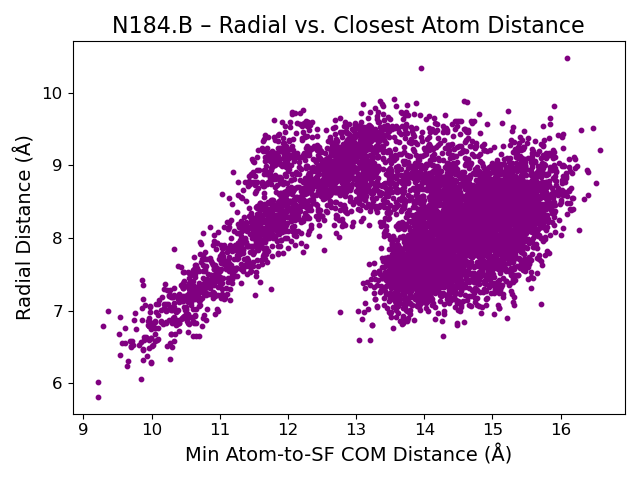 N184.B – Radial vs. Closest Atom Distance
Radial Distance (Å)
10
9
8
7
6
9 10 11 12 13 14 15 16
Min Atom-to-SF COM Distance (Å)